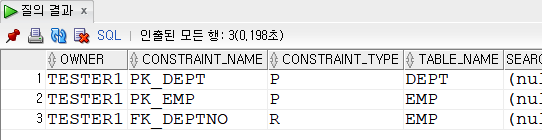 질의 결과 x
SQL | 인출된 모든 행: 3(0,198초)
OWNER CONSTRAINT_NAME CONSTRAINT_TYPE TABLE_NAME SEARC
1 TESTER1 PK_DEPT P DEPT (nul
2 TESTER1 PK_EMP P EMP (nul
3 TESTER1 FK_DEPTNO R EMP (nul